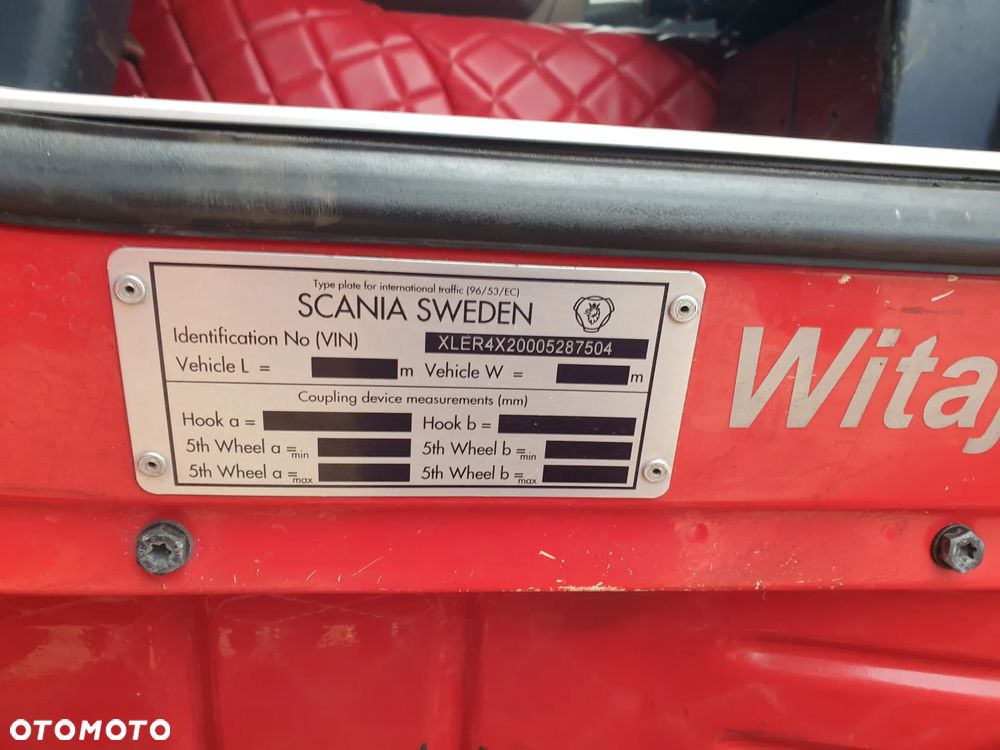 Type plate for international traffic (96/53/EC)
SCANIA SWEDEN
Identification No (VIN) XLER4X20005287504
Vehicle L = m Vehicle W = m
Coupling device measurements (mm)
Hook a = Hook b =
5th Wheel a =min 5th Wheel b =min
5th Wheel a =max 5th Wheel b =max
Witaj
OTOMOTO